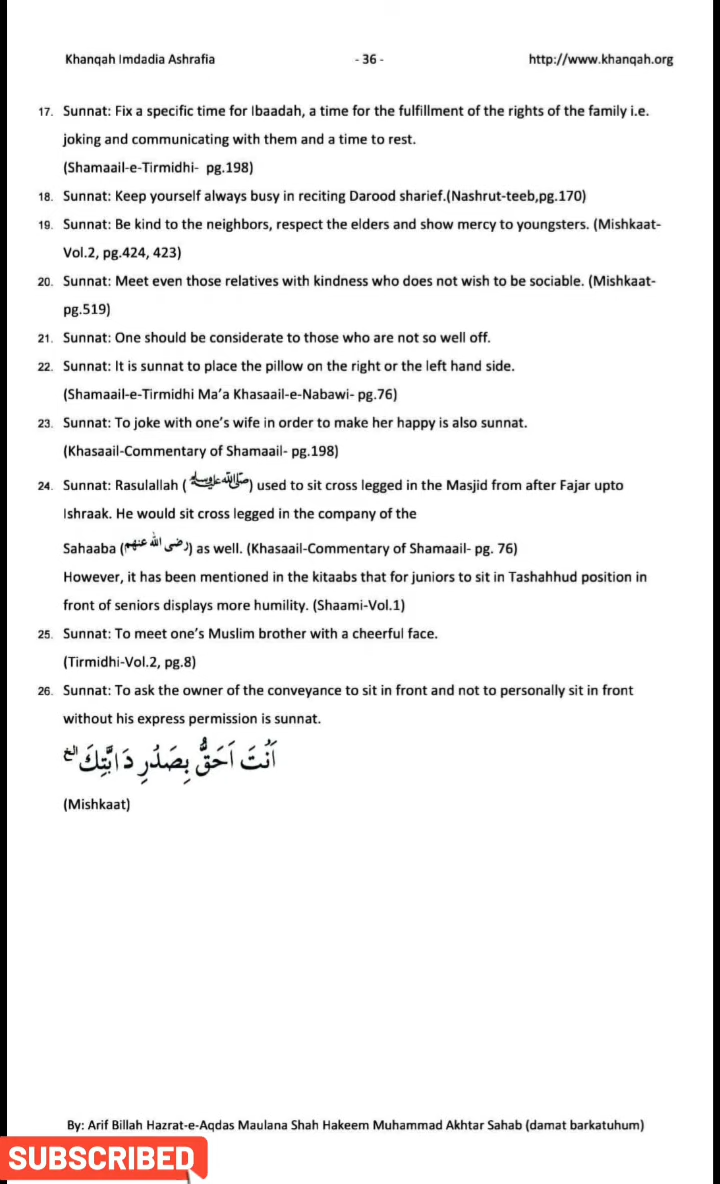 Khanqah Imdadia Ashrafia - 36 - http://www.khanqah.org
17. Sunnat: Fix a specific time for Ibaadah, a time for the fulfillment of the rights of the family i.e.
joking and communicating with them and a time to rest.
(Shamaail-e-Tirmidhi- pg.198)
18. Sunnat: Keep yourself always busy in reciting Darood sharief.(Nashrut-teeb,pg.170)
19. Sunnat: Be kind to the neighbors, respect the elders and show mercy to youngsters. (Mishkaat-
Vol.2, pg.424, 423)
20. Sunnat: Meet even those relatives with kindness who does not wish to be sociable. (Mishkaat-
pg.519)
21. Sunnat: One should be considerate to those who are not so well off.
22. Sunnat: It is sunnat to place the pillow on the right or the left hand side.
(Shamaail-e-Tirmidhi Ma’a Khasaail-e-Nabawi- pg.76)
23. Sunnat: To joke with one’s wife in order to make her happy is also sunnat.
(Khasaail-Commentary of Shamaail- pg.198)
24. Sunnat: Rasulallah (صلی اللہ علیہ وسلم) used to sit cross legged in the Masjid from after Fajar upto
Ishraak. He would sit cross legged in the company of the
Sahaaba (رضی اللہ عنہم) as well. (Khasaail-Commentary of Shamaail- pg. 76)
However, it has been mentioned in the kitaabs that for juniors to sit in Tashahhud position in
front of seniors displays more humility. (Shaami-Vol.1)
25. Sunnat: To meet one’s Muslim brother with a cheerful face.
(Tirmidhi-Vol.2, pg.8)
26. Sunnat: To ask the owner of the conveyance to sit in front and not to personally sit in front
without his express permission is sunnat.
اَنْتَ اَحَقُّ بِصَدْرِ دَابَّتِكَ الخ
(Mishkaat)
By: Arif Billah Hazrat-e-Aqdas Maulana Shah Hakeem Muhammad Akhtar Sahab (damat barkatuhum)
SUBSCRIBED